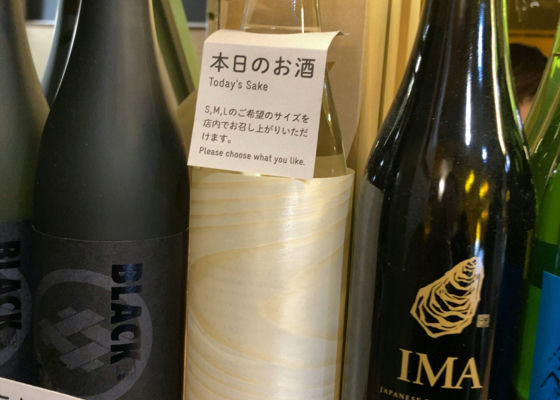 本日のお酒
Today's Sake
S,M,Lのご希望のサイズを
店内でお召し上がりいただ
けます。
Please choose what you like.
BLACK
BLACK
IMA